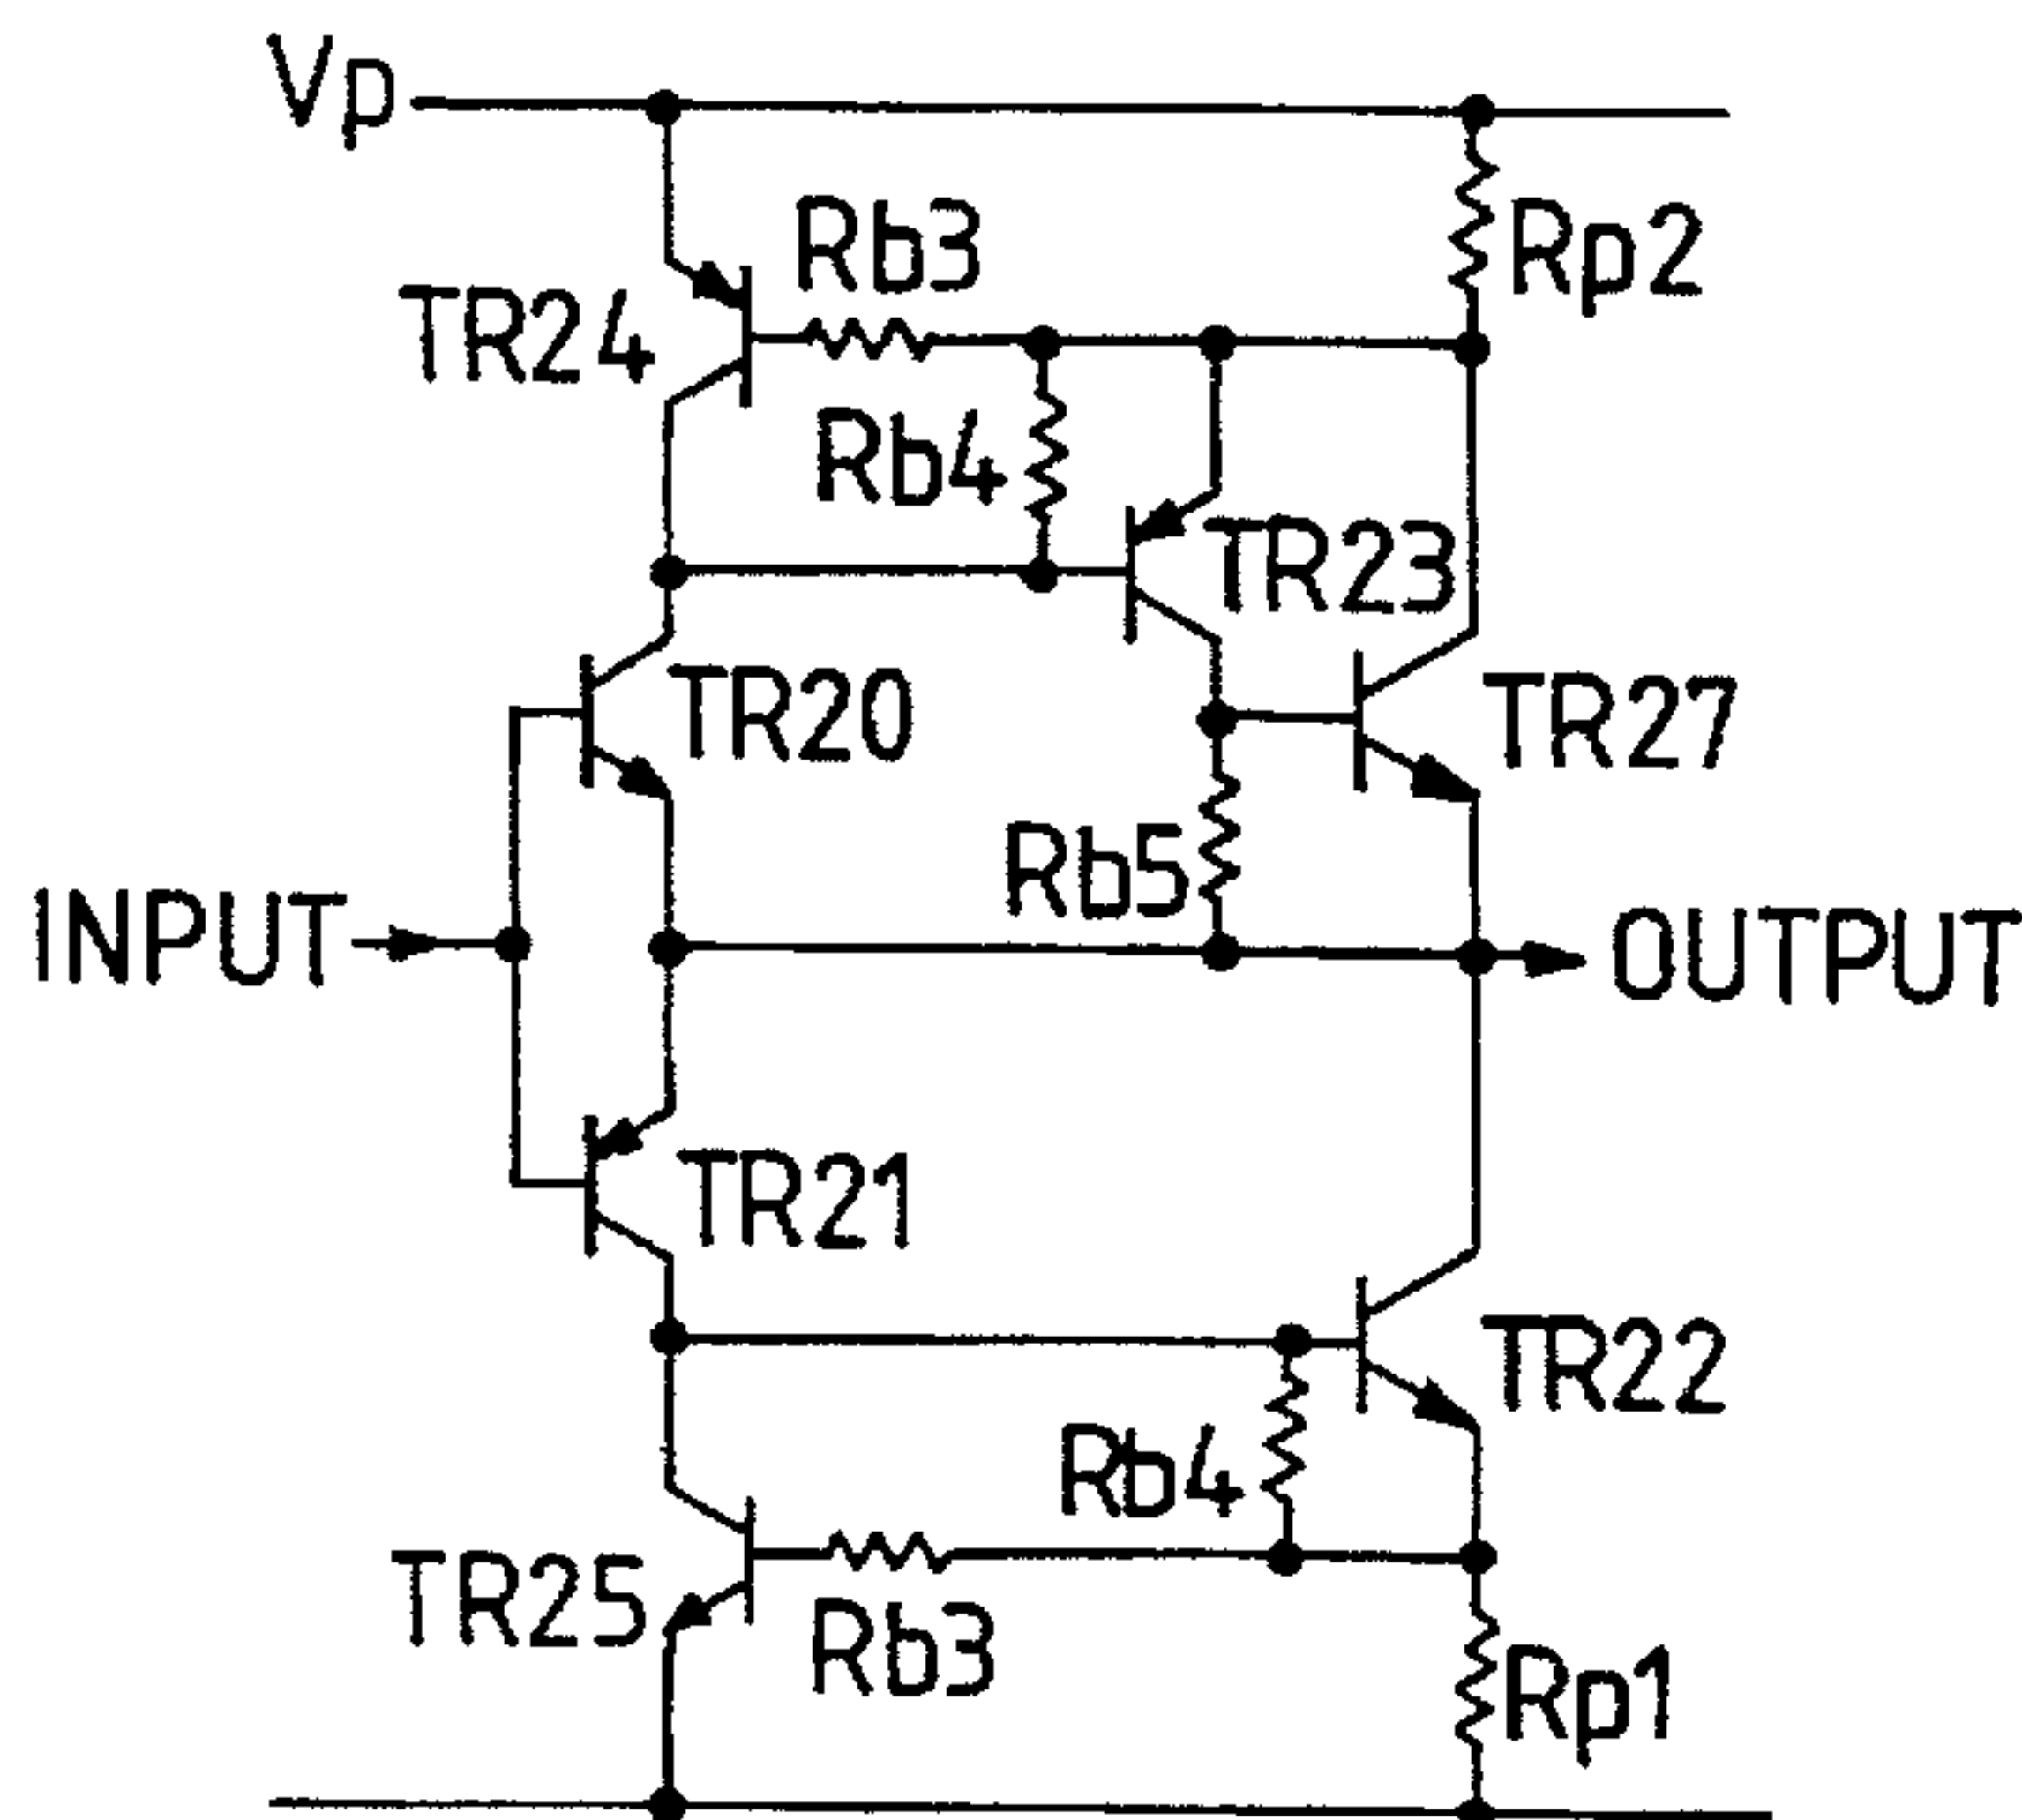 Vp
Rb3
Rp2
TR24
Rb4
TR23
TR20
TR27
Rb5
INPUT
OUTPUT
TR21
TR22
Rb4
TR25
Rb3
Rp1